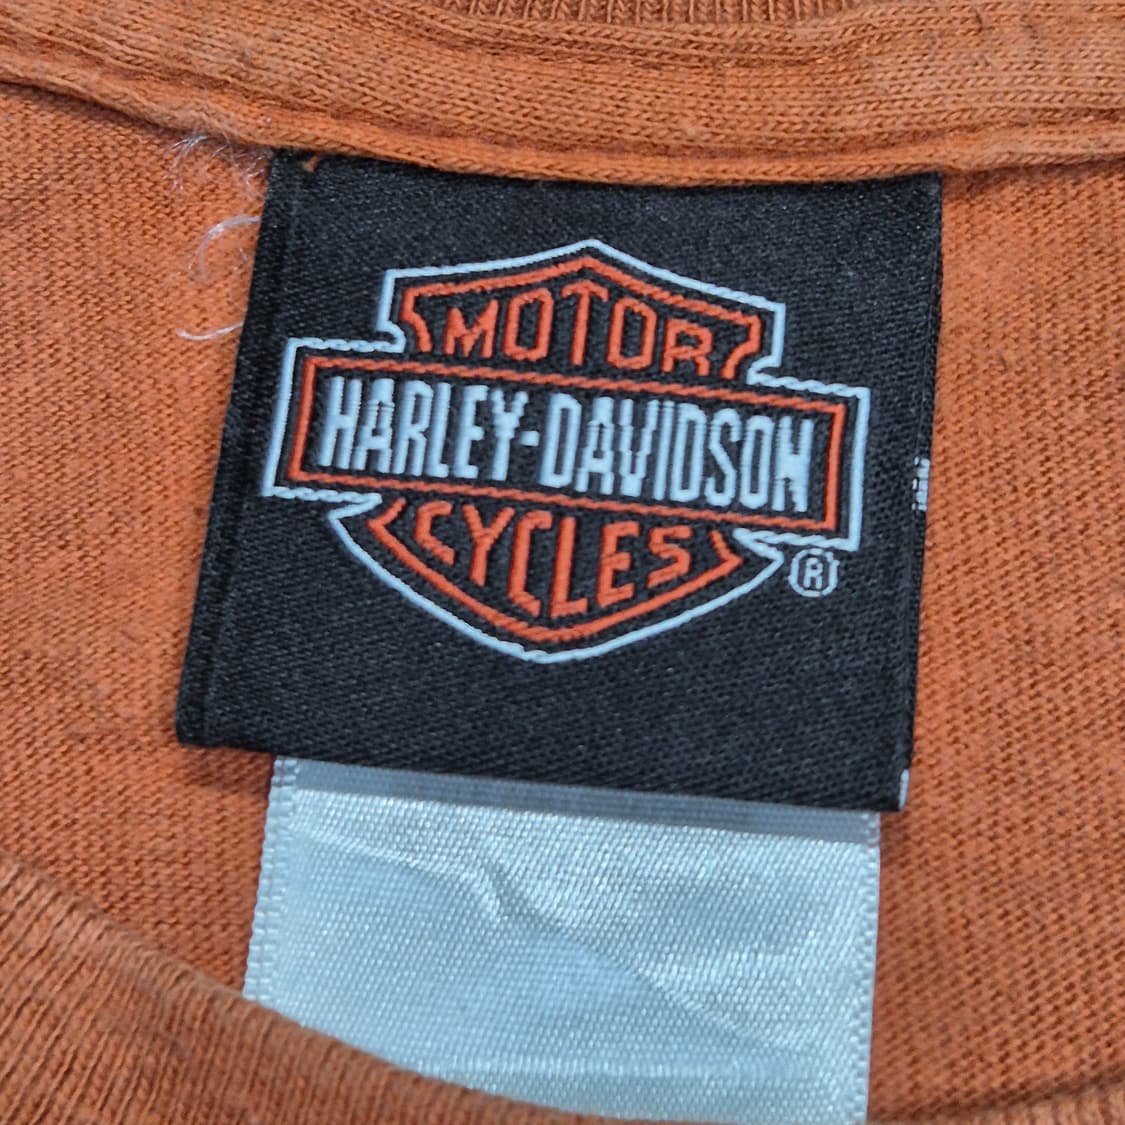 MOTOR
HARLEY-DAVIDSON
CYCLES
®